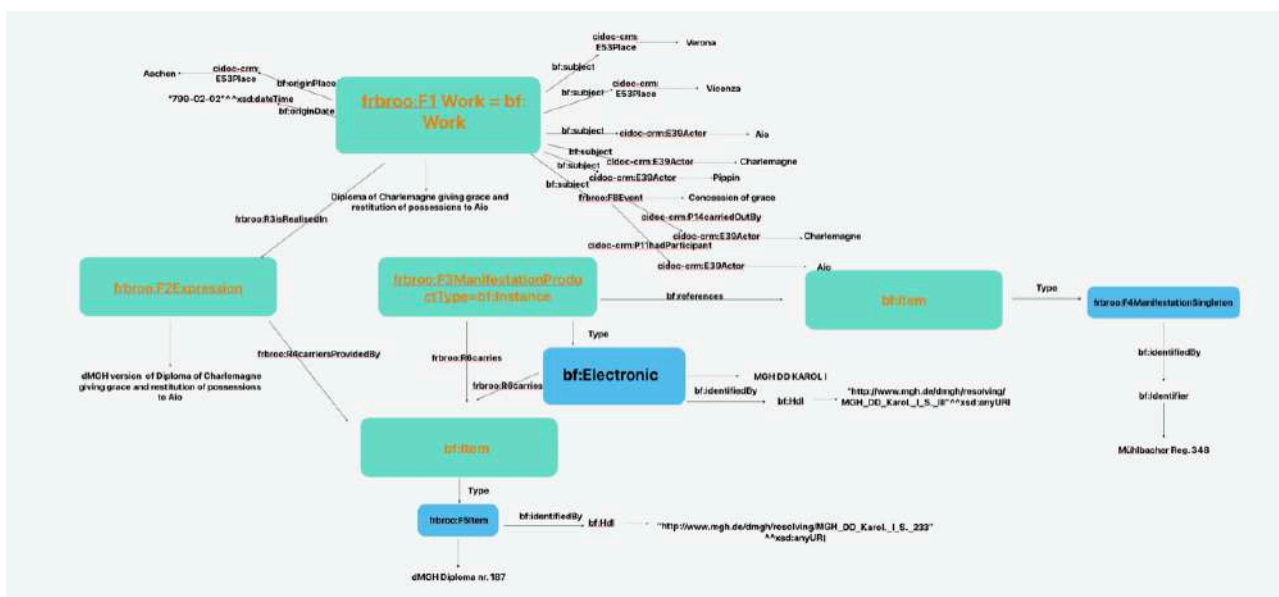 cidoc-crm:
E53Place
Verona
bf:subject
Aachen
cidoc-crm:
E53Place
bf:originPlace
"799-02-02"^^xsd:dateTime
bf:originDate
frbroo:F1 Work = bf:
Work
cidoc-crm:
E53Place
Vicenza
bf:subject
bf:subject
cidoc-crm:E39Actor
Aio
bf:subject
cidoc-crm:E39Actor
Charlemagne
bf:subject
cidoc-crm:E39Actor
Pippin
bf:subject
frbroo:F8Event
Concession of grace
Diploma of Charlemagne giving grace and
restitution of possessions to Aio
frbroo:R3isRealisedIn
cidoc-crm:P14carriedOutBy
cidoc-crm:E39Actor
Charlemagne
cidoc-crm:P11hadParticipant
cidoc-crm:E39Actor
Aio
frbroo:F2Expression
frbroo:F3ManifestationProdu
ctType=bf:Instance
bf:references
bf:Item
Type
frbroo:F4ManifestationSingleton
Type
frbroo:R4carriersProvidedBy
frbroo:R6carries
bf:Electronic
frbroo:R6carries
bf:identifiedBy
dMGH version of Diploma of Charlemagne
giving grace and restitution of possessions
to Aio
MGH DD KAROL I
bf:identifiedBy
bf:Hdl
"http://www.mgh.de/dmgh/resolving/
MGH_DD_Karol._I_S._III"^^xsd:anyURI
bf:Identifier
Mühlbacher Reg. 348
bf:Item
Type
frbroo:F5Item
bf:identifiedBy
bf:Hdl
"http://www.mgh.de/dmgh/resolving/MGH_DD_Karol._I_S._233"
^^xsd:anyURI
dMGH Diploma nr. 187